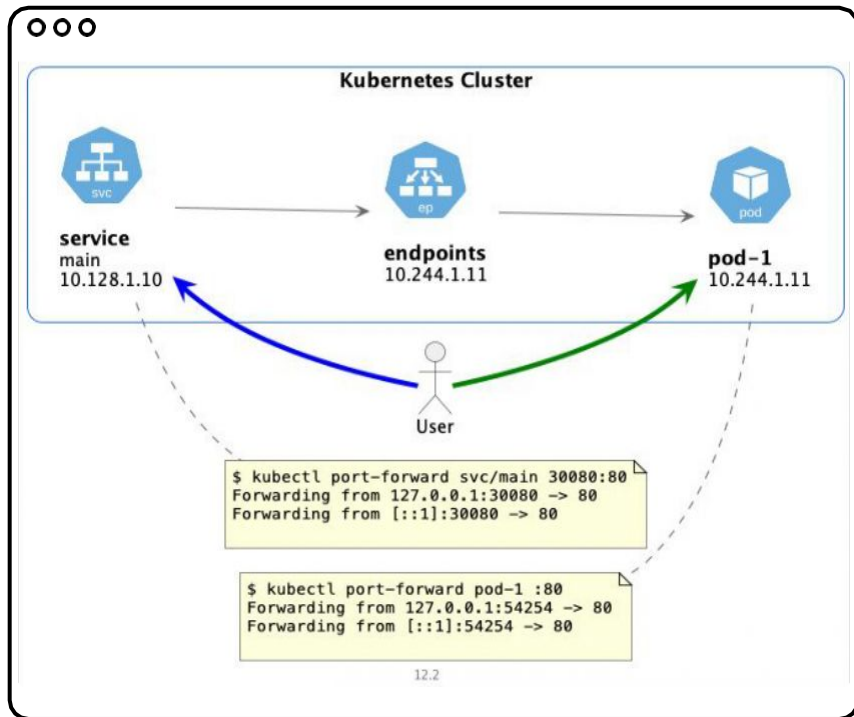 Kubernetes Cluster
svc
ep
pod
service
main
10.128.1.10
endpoints
10.244.1.11
pod-1
10.244.1.11
User
$ kubectl port-forward svc/main 30080:80
Forwarding from 127.0.0.1:30080 -> 80
Forwarding from [::1]:30080 -> 80
$ kubectl port-forward pod-1 :80
Forwarding from 127.0.0.1:54254 -> 80
Forwarding from [::1]:54254 -> 80
12.2